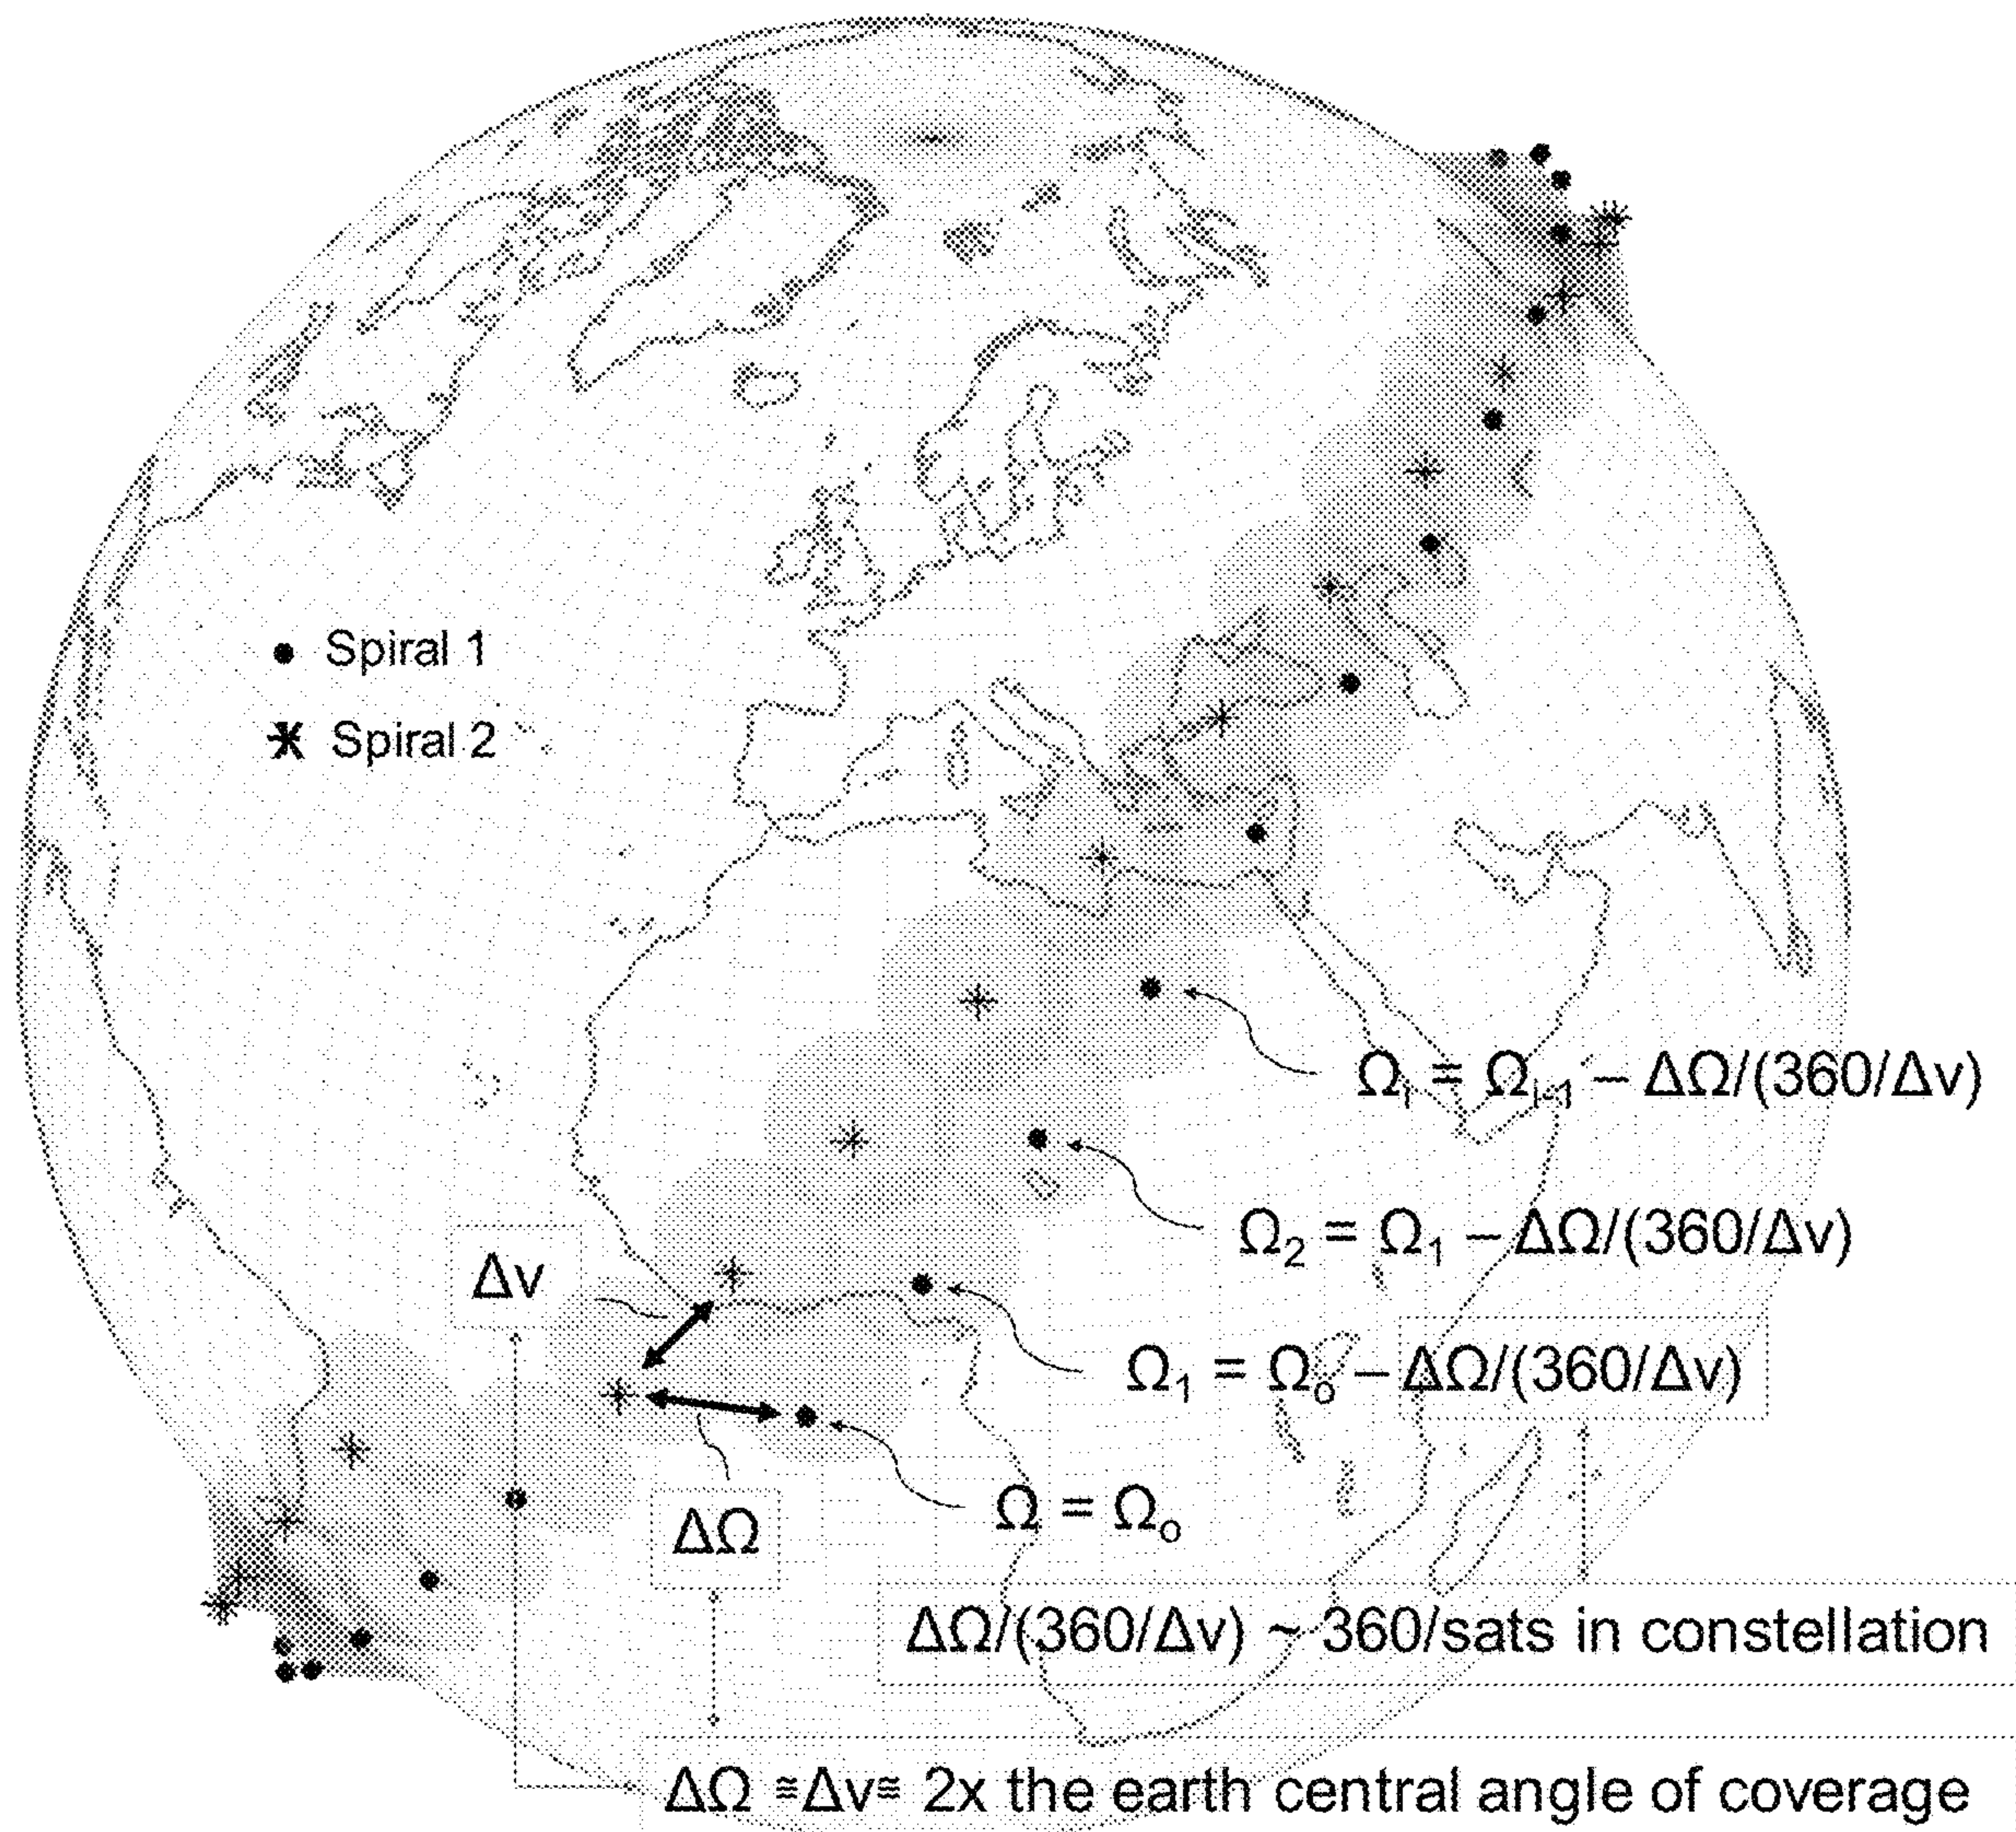 ● Spiral 1
✶ Spiral 2
Ωᵢ = Ωᵢ₋₁ – ΔΩ/(360/Δv)
Ω₂ = Ω₁ – ΔΩ/(360/Δv)
Δv
Ω₁ = Ωₒ – ΔΩ/(360/Δv)
Ω = Ωₒ
ΔΩ
ΔΩ/(360/Δv) ~ 360/sats in constellation
ΔΩ ≅Δv≅ 2x the earth central angle of coverage